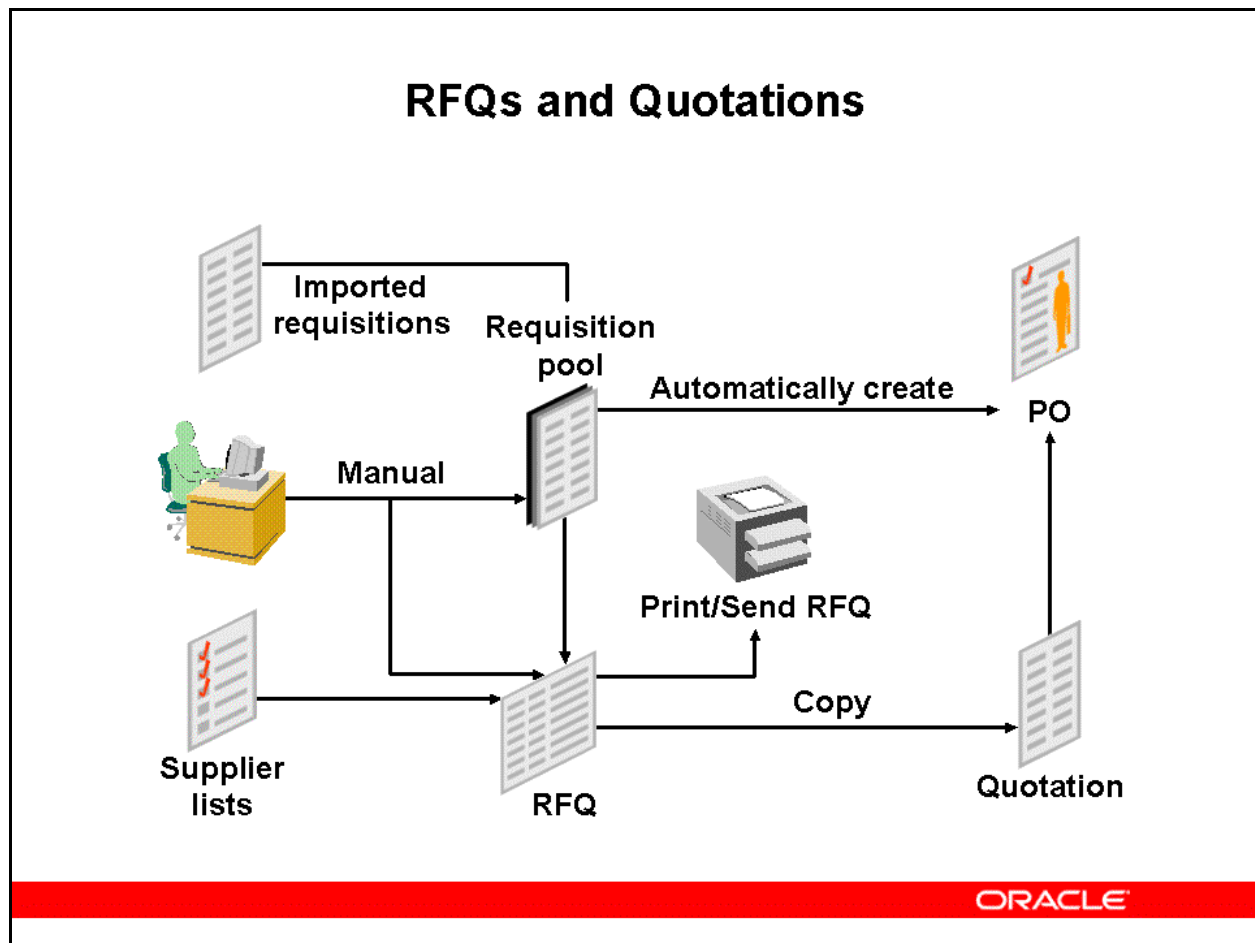 RFQs and Quotations
Imported
requisitions
Requisition
pool
Automatically create
PO
Manual
Print/Send RFQ
Copy
Supplier
lists
RFQ
Quotation
ORACLE